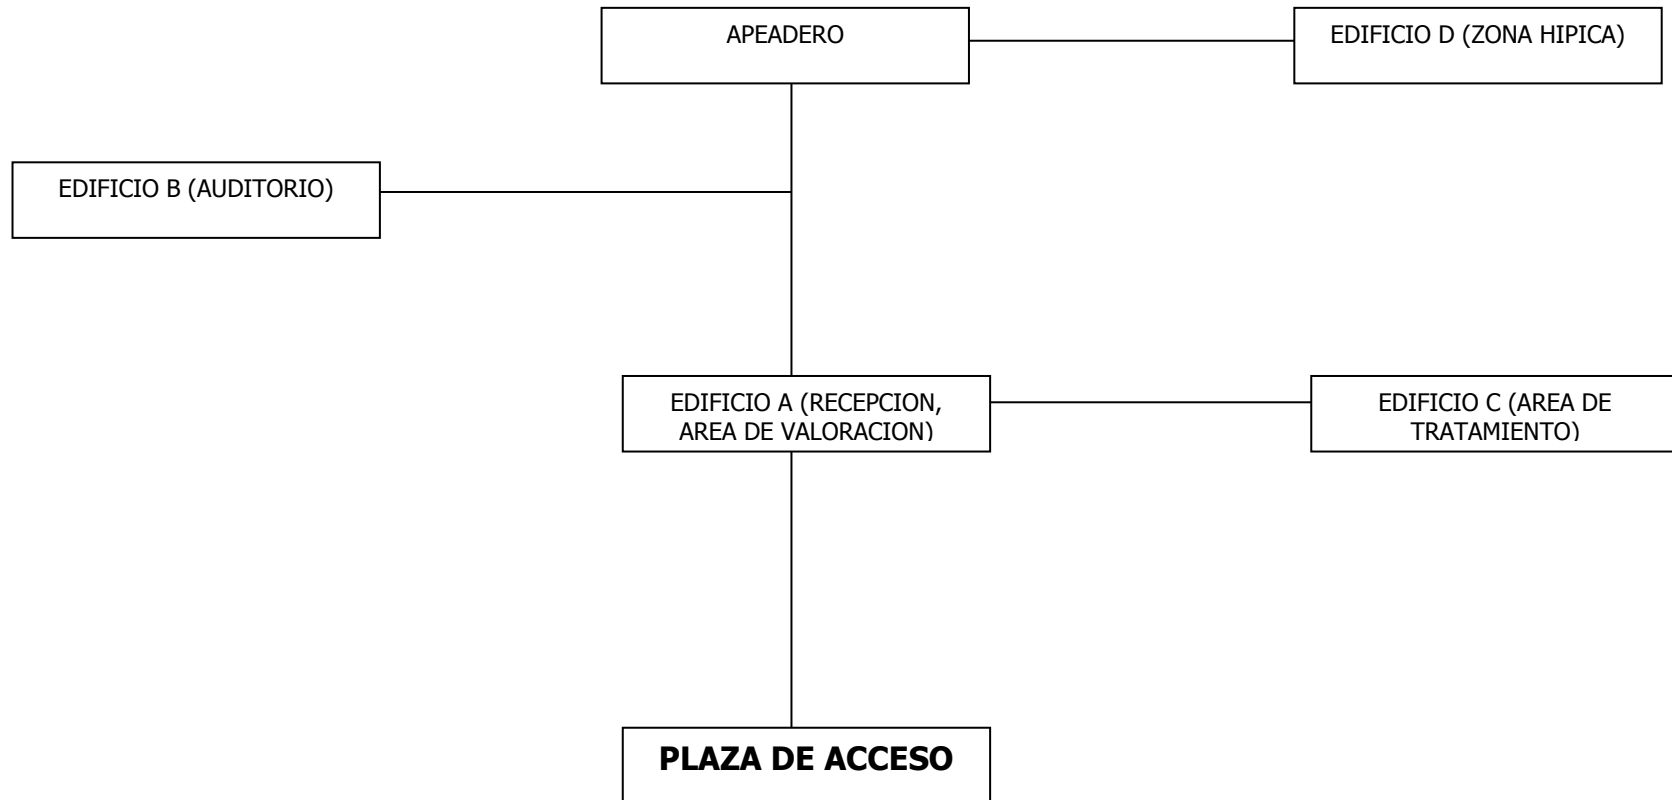 APEADERO
EDIFICIO D (ZONA HIPICA)
EDIFICIO B (AUDITORIO)
EDIFICIO A (RECEPCION,
AREA DE VALORACION)
EDIFICIO C (AREA DE
TRATAMIENTO)
PLAZA DE ACCESO